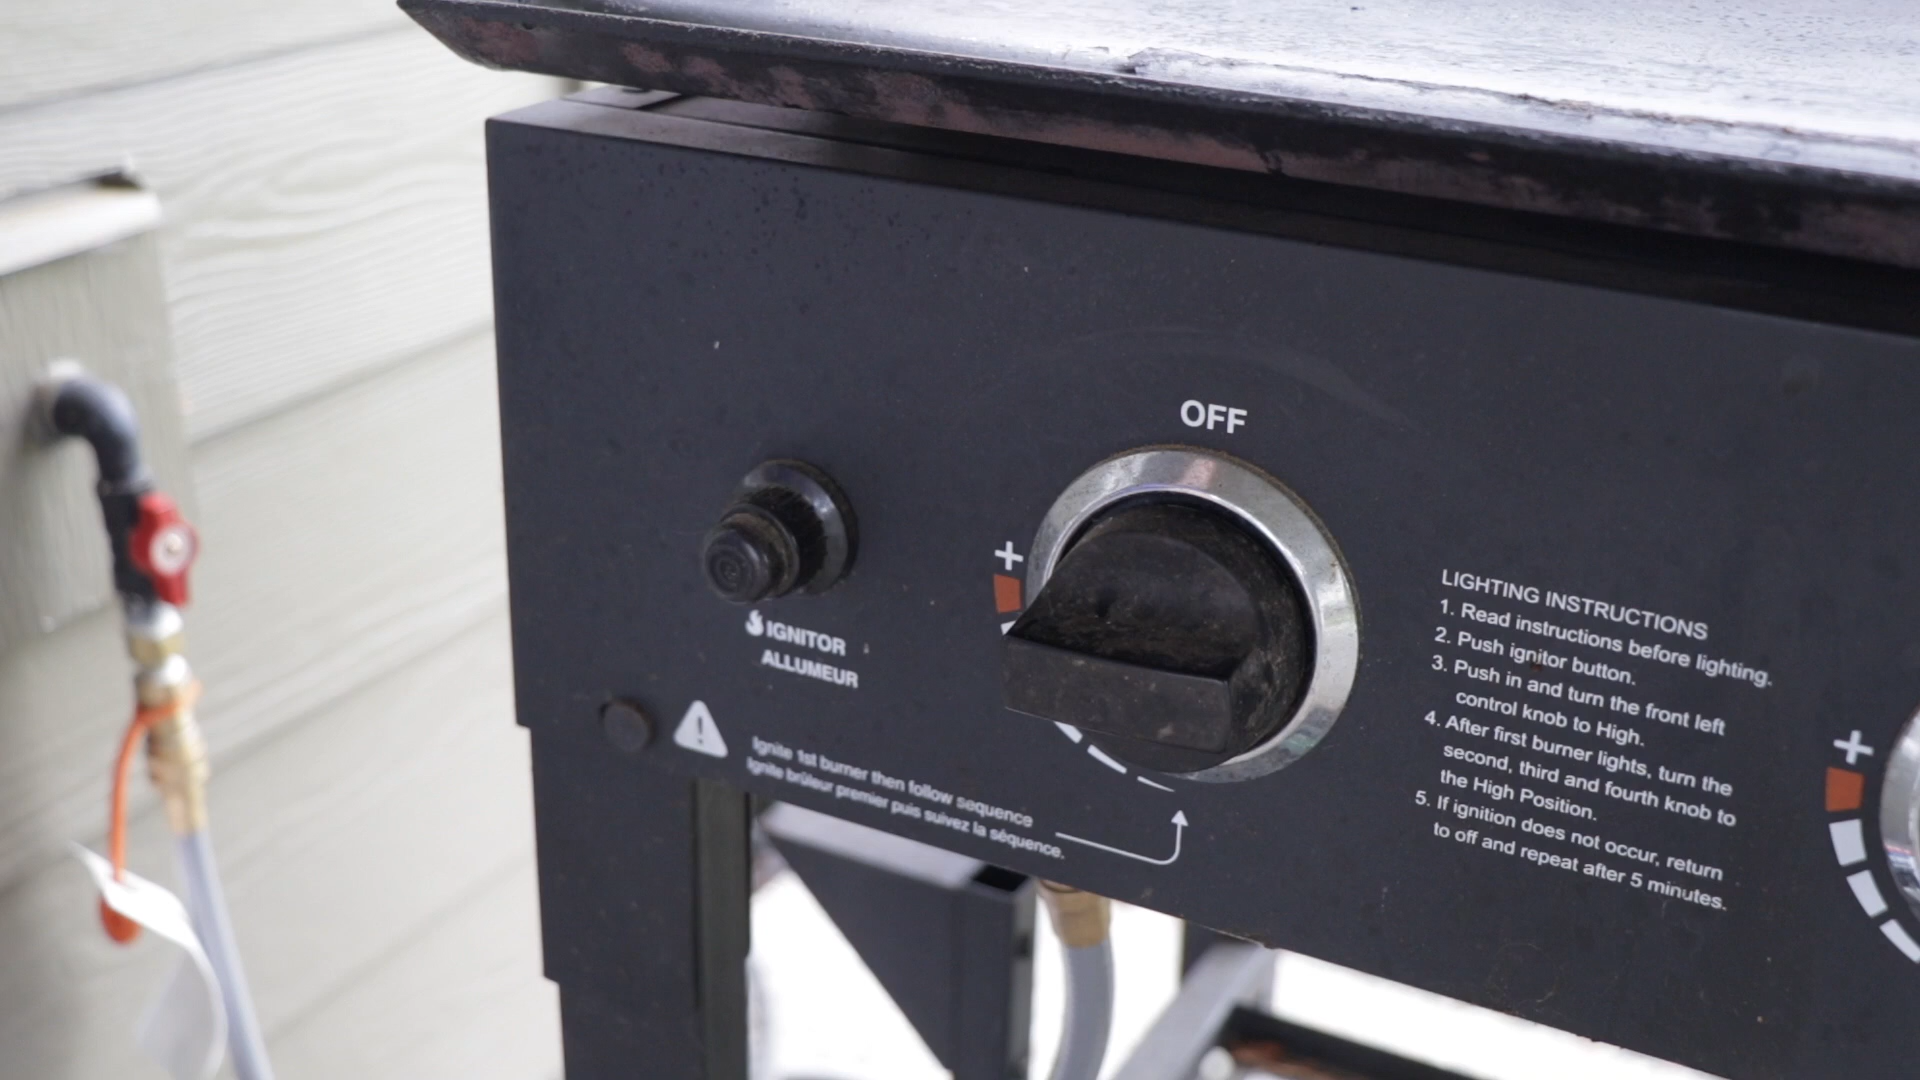 OFF
IGNITOR
ALLUMEUR
Ignite 1st burner then follow sequence
Ignite brûleur premier puis suivez la séquence.
+
LIGHTING INSTRUCTIONS
1. Read instructions before lighting.
2. Push ignitor button.
3. Push in and turn the front left
control knob to High.
4. After first burner lights, turn the
second, third and fourth knob to
the High Position.
5. If ignition does not occur, return
to off and repeat after 5 minutes.
+